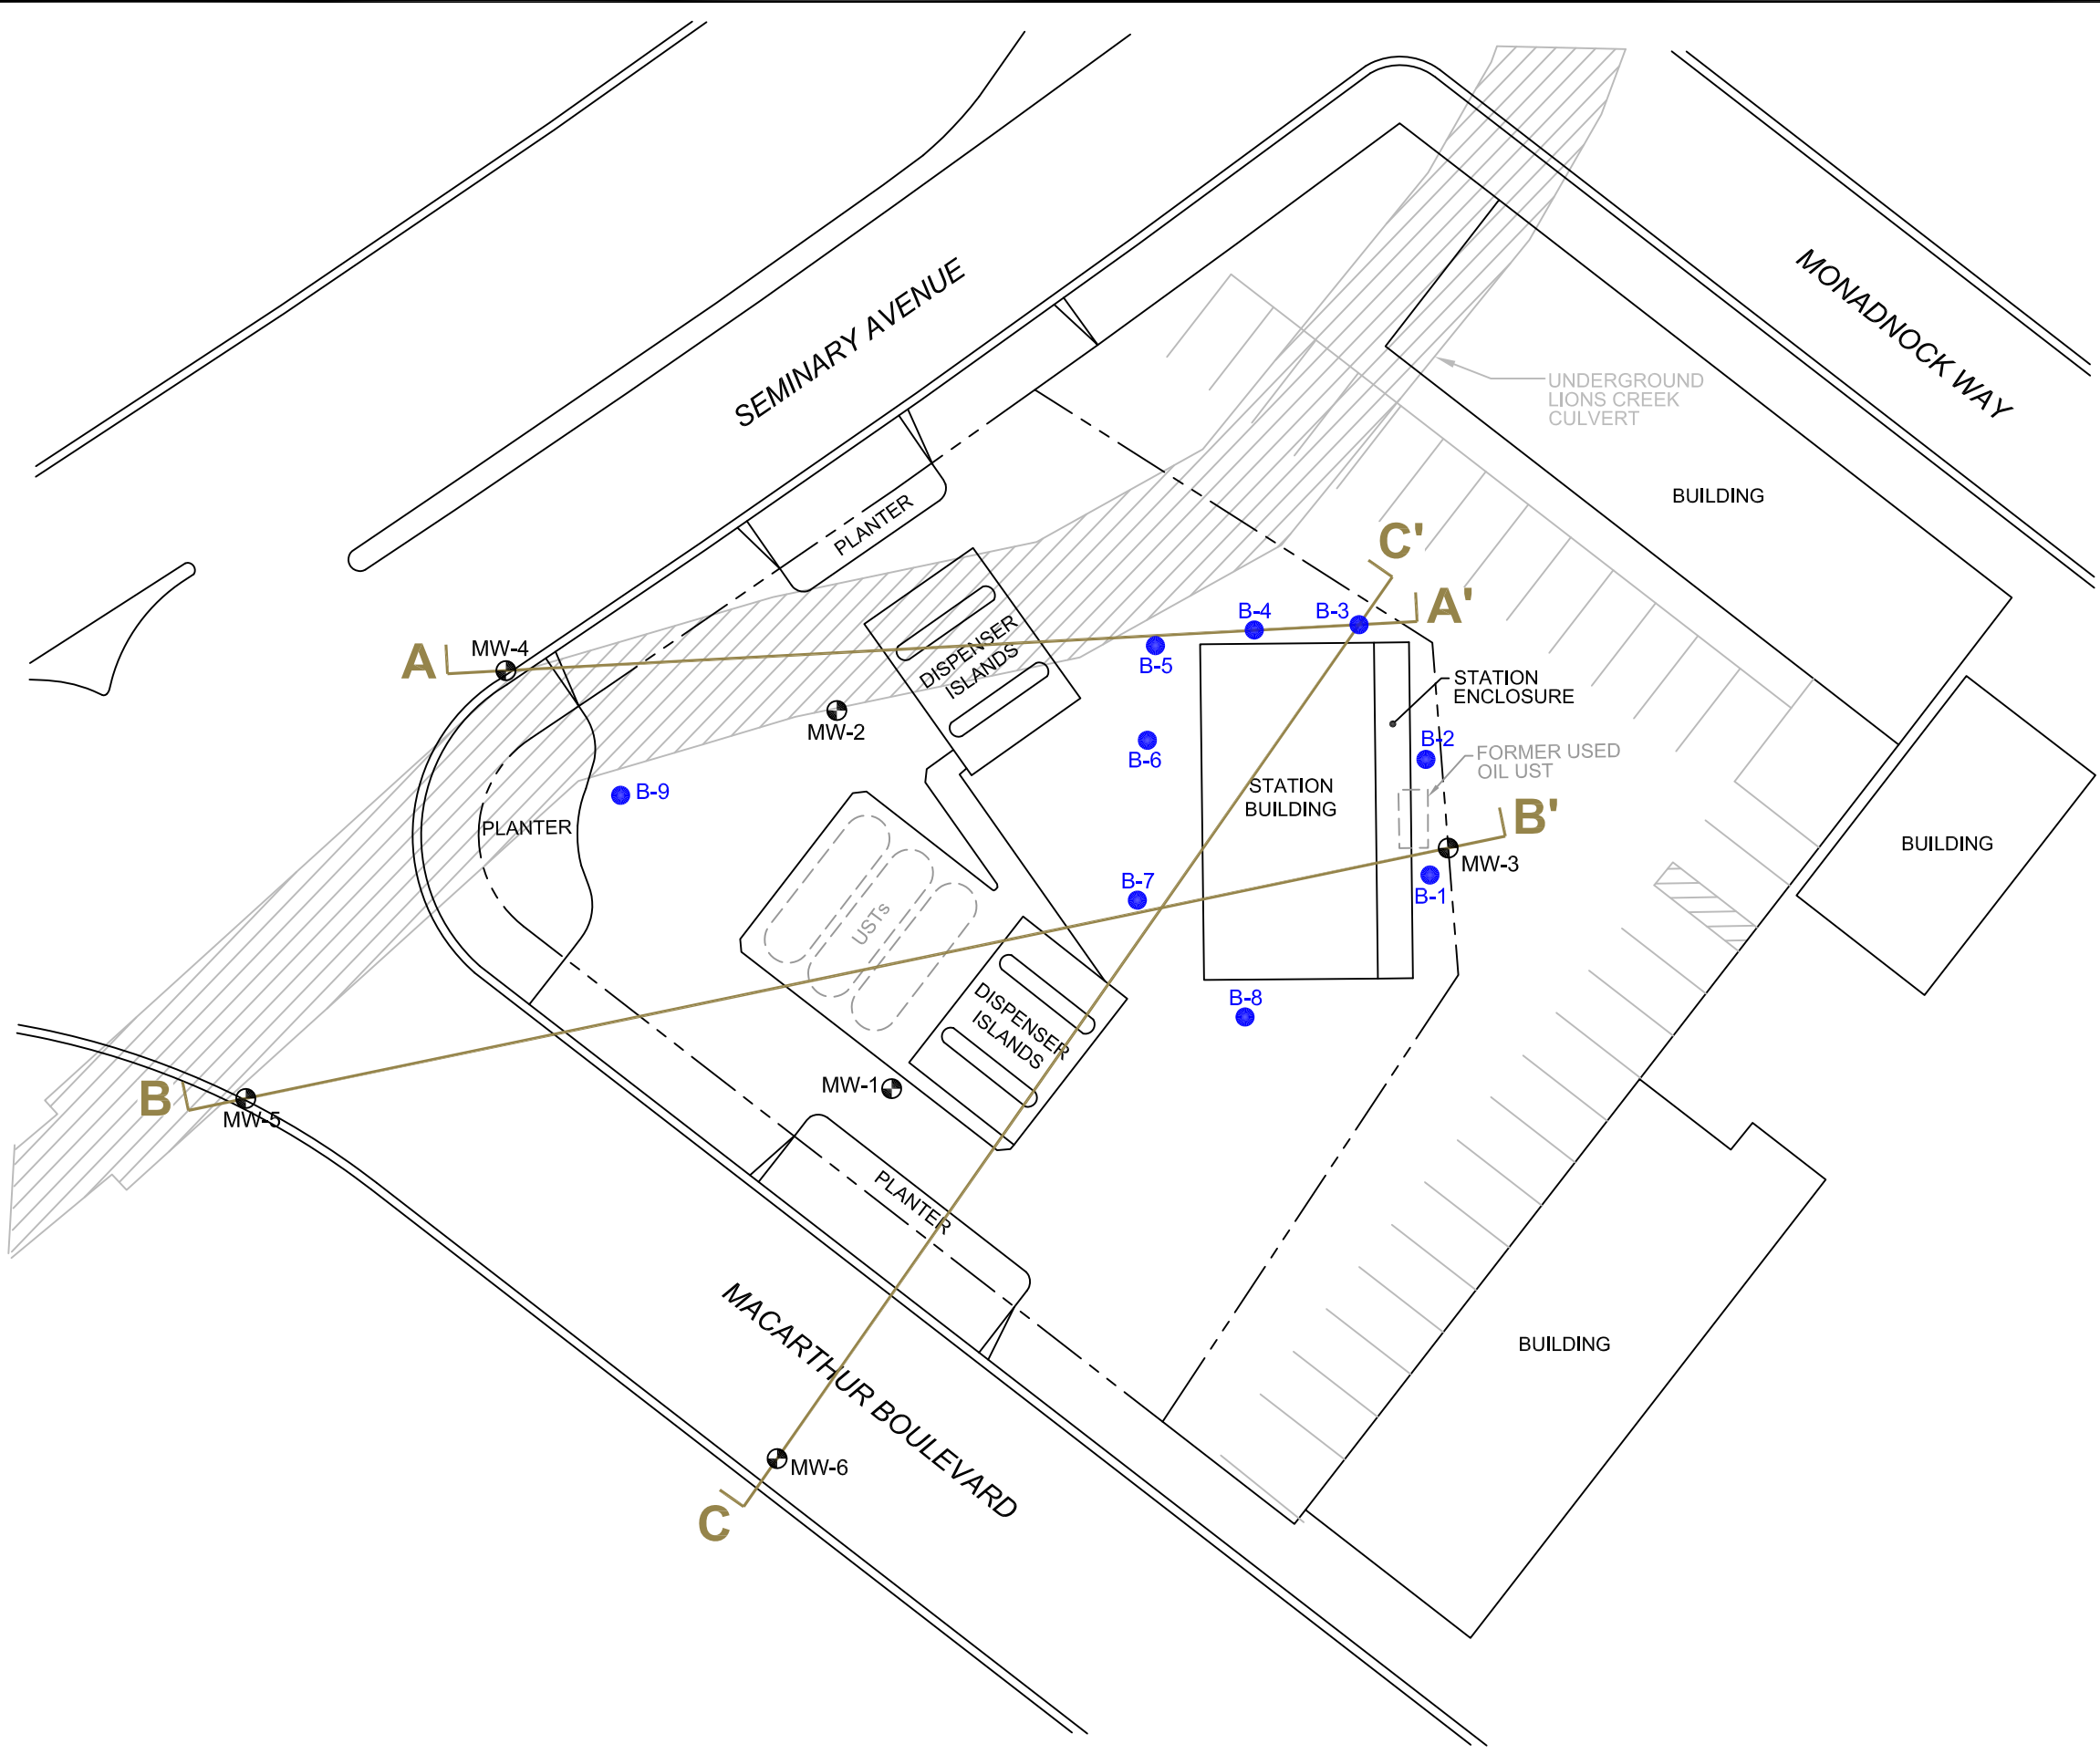 SEMINARY AVENUE
MONADNOCK WAY
UNDERGROUND
LIONS CREEK
CULVERT
BUILDING
PLANTER
C'
A'
B-3
B-4
B-5
A
MW-4
DISPENSER
ISLANDS
STATION
ENCLOSURE
MW-2
B-6
B-2
FORMER USED
OIL UST
STATION
BUILDING
B-9
PLANTER
B'
MW-3
BUILDING
B-7
B-1
USTs
B-8
DISPENSER
ISLANDS
MW-1
B
MW-5
PLANTER
MACARTHUR BOULEVARD
BUILDING
MW-6
C